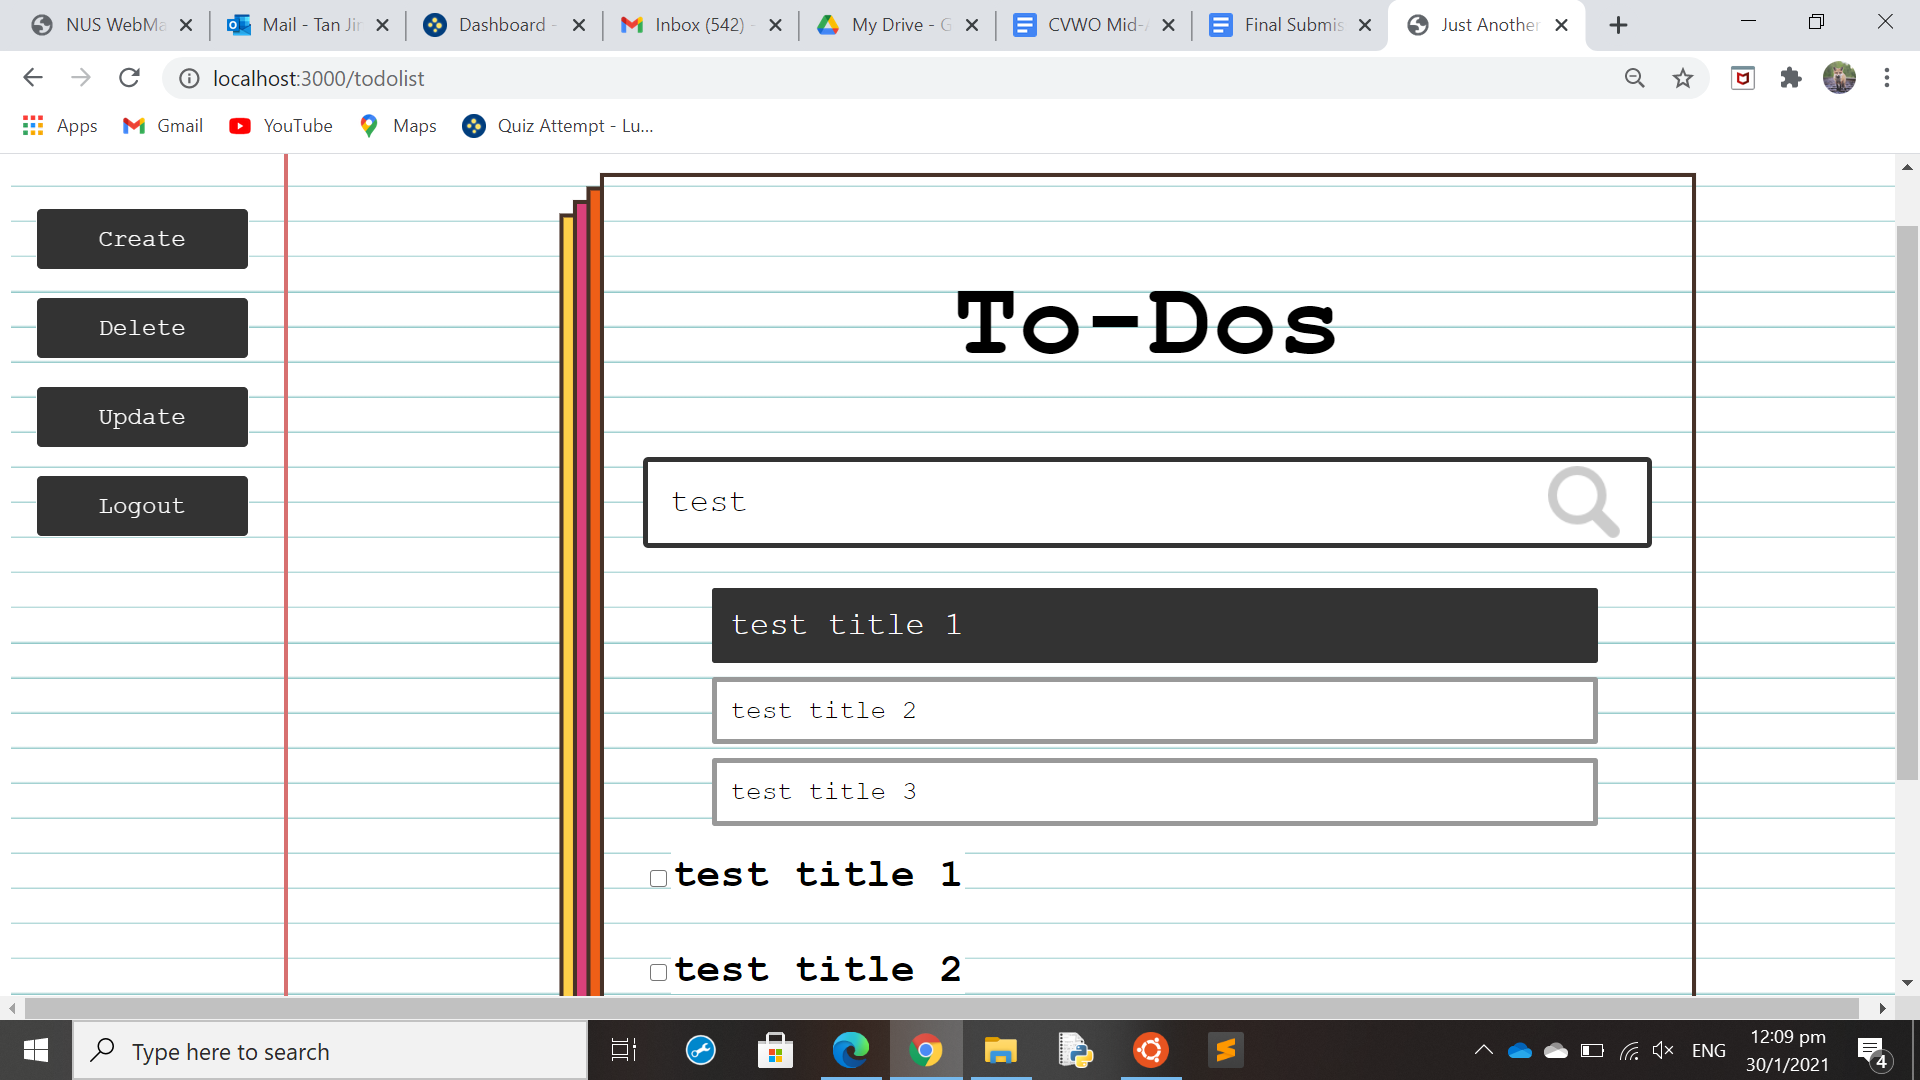 NUS WebMa
Mail - Tan Jir
Dashboard -
Inbox (542) -
My Drive - G
CVWO Mid-A
Final Submis
Just Another
localhost:3000/todolist
Apps
Gmail
YouTube
Maps
Quiz Attempt - Lu...
Create
Delete
Update
Logout
To-Dos
test
test title 1
test title 2
test title 3
test title 1
test title 2
Type here to search
ENG
12:09 pm
30/1/2021
4